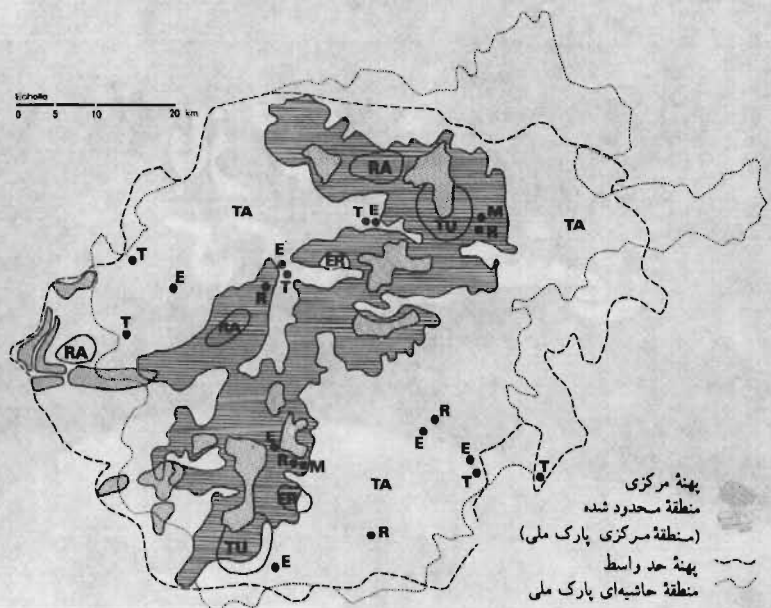 Echelle
0 5 10 20 km
RA
TU
M
R
TA
T E
TA
T
E
E
T
ER
R
T
RA
RA
R
E
E
T
T
E
R M
ER
TA
R
TU
E
پهنهٔ مرکزی
منطقهٔ محدود شده
(منطقهٔ مرکزی پارک ملی)
پهنهٔ حد واسط
منطقهٔ حاشیه‌ای پارک ملی